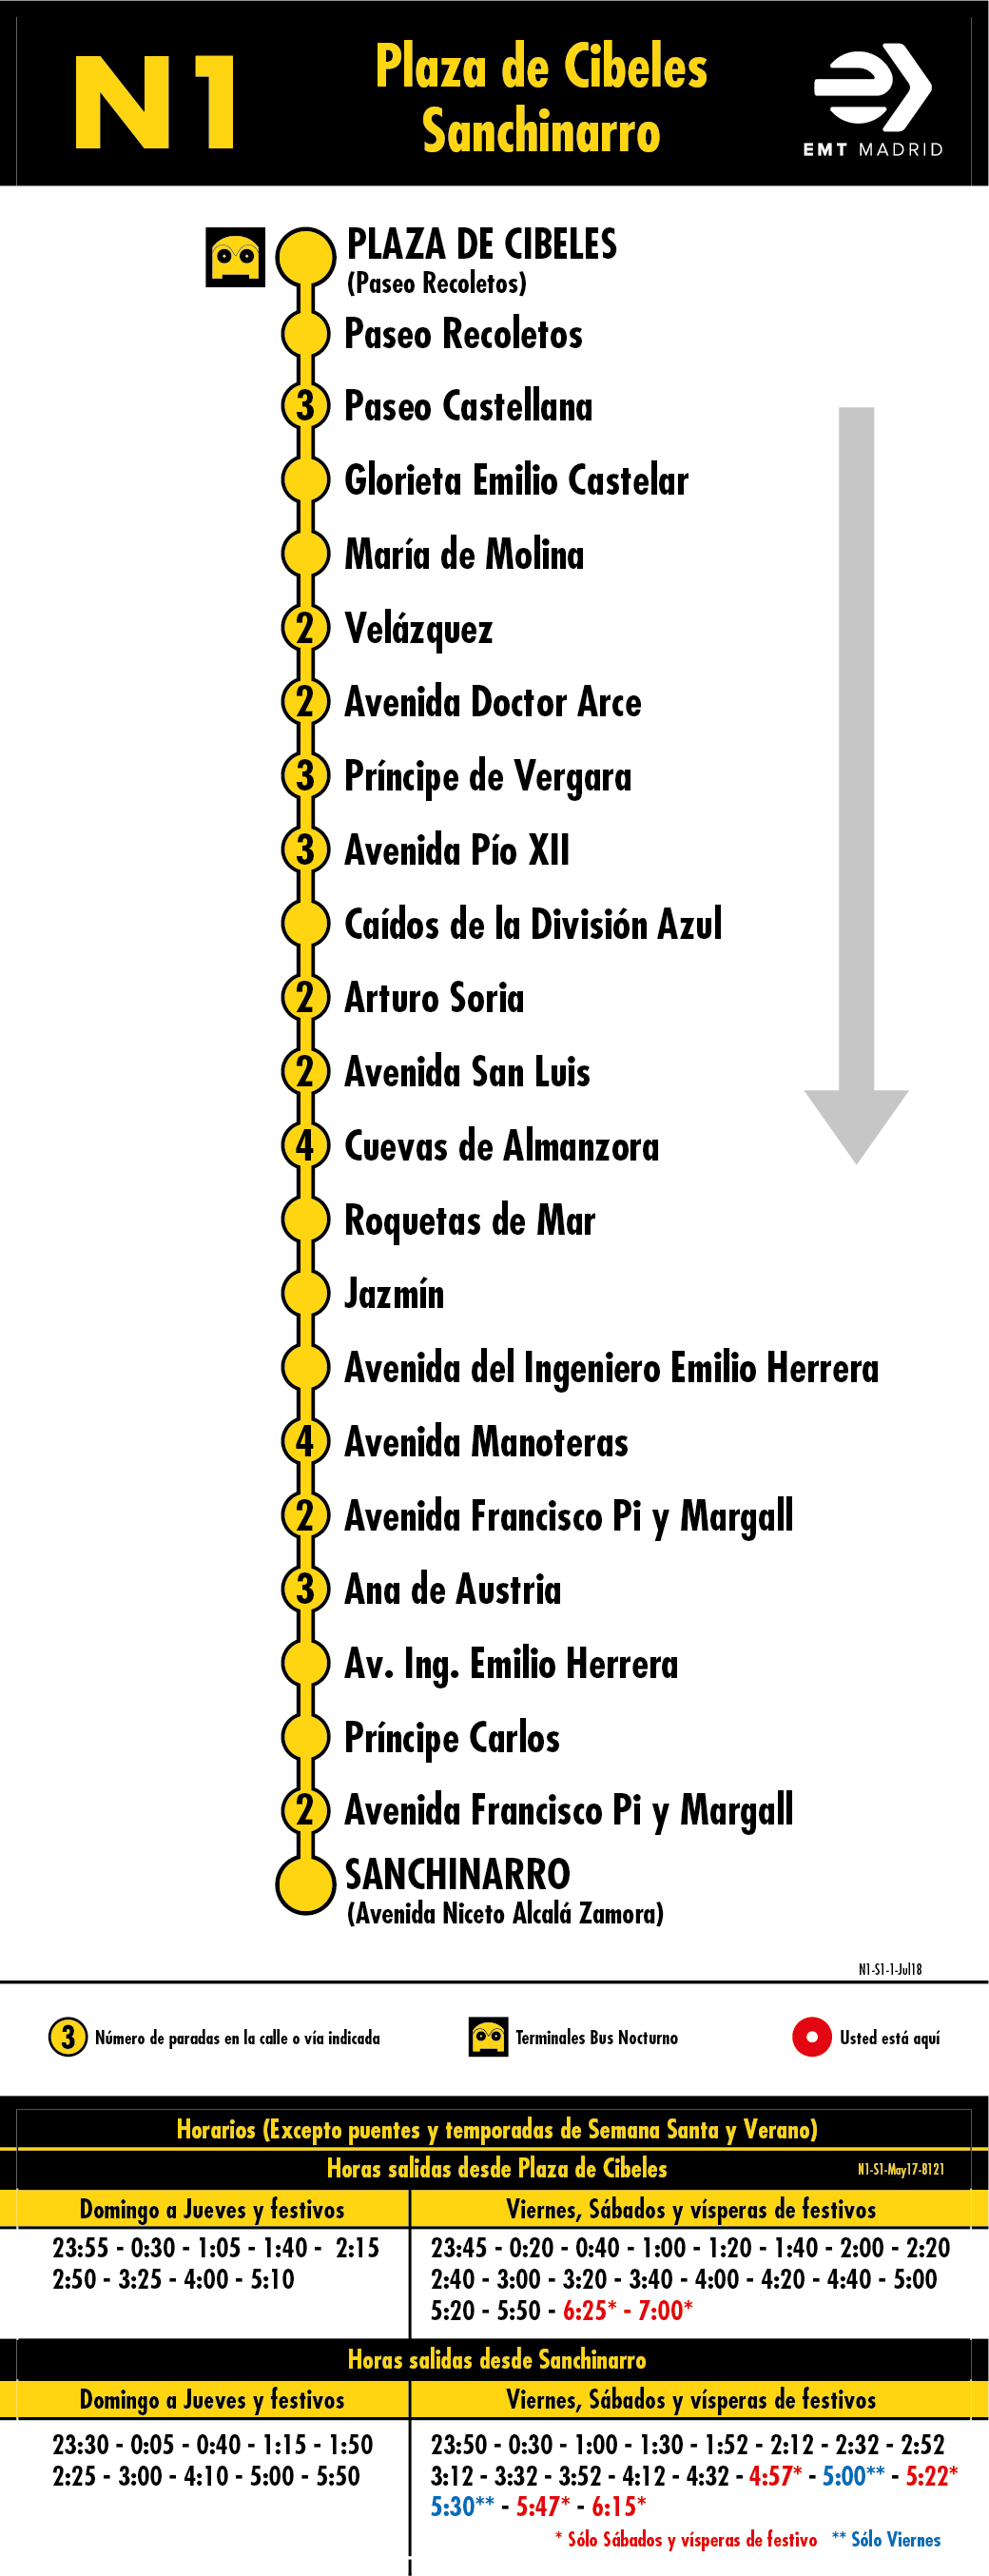 N1
Plaza de Cibeles
Sanchinarro
EMT MADRID
PLAZA DE CIBELES
(Paseo Recoletos)
Paseo Recoletos
3 Paseo Castellana
Glorieta Emilio Castelar
María de Molina
2 Velázquez
2 Avenida Doctor Arce
3 Príncipe de Vergara
3 Avenida Pío XII
Caídos de la División Azul
2 Arturo Soria
2 Avenida San Luis
4 Cuevas de Almanzora
Roquetas de Mar
Jazmín
Avenida del Ingeniero Emilio Herrera
4 Avenida Manoteras
2 Avenida Francisco Pi y Margall
3 Ana de Austria
Av. Ing. Emilio Herrera
Príncipe Carlos
2 Avenida Francisco Pi y Margall
SANCHINARRO
(Avenida Niceto Alcalá Zamora)
N1-S1-1-Jul18
3 Número de paradas en la calle o vía indicada
Terminales Bus Nocturno
Usted está aquí
Horarios (Excepto puentes y temporadas de Semana Santa y Verano)
Horas salidas desde Plaza de Cibeles
N1-S1-May17-8121
Domingo a Jueves y festivos
23:55 - 0:30 - 1:05 - 1:40 - 2:15
2:50 - 3:25 - 4:00 - 5:10
Viernes, Sábados y vísperas de festivos
23:45 - 0:20 - 0:40 - 1:00 - 1:20 - 1:40 - 2:00 - 2:20
2:40 - 3:00 - 3:20 - 3:40 - 4:00 - 4:20 - 4:40 - 5:00
5:20 - 5:50 - 6:25* - 7:00*
Horas salidas desde Sanchinarro
Domingo a Jueves y festivos
23:30 - 0:05 - 0:40 - 1:15 - 1:50
2:25 - 3:00 - 4:10 - 5:00 - 5:50
Viernes, Sábados y vísperas de festivos
23:50 - 0:30 - 1:00 - 1:30 - 1:52 - 2:12 - 2:32 - 2:52
3:12 - 3:32 - 3:52 - 4:12 - 4:32 - 4:57* - 5:00** - 5:22*
5:30** - 5:47* - 6:15*
* Sólo Sábados y vísperas de festivo ** Sólo Viernes